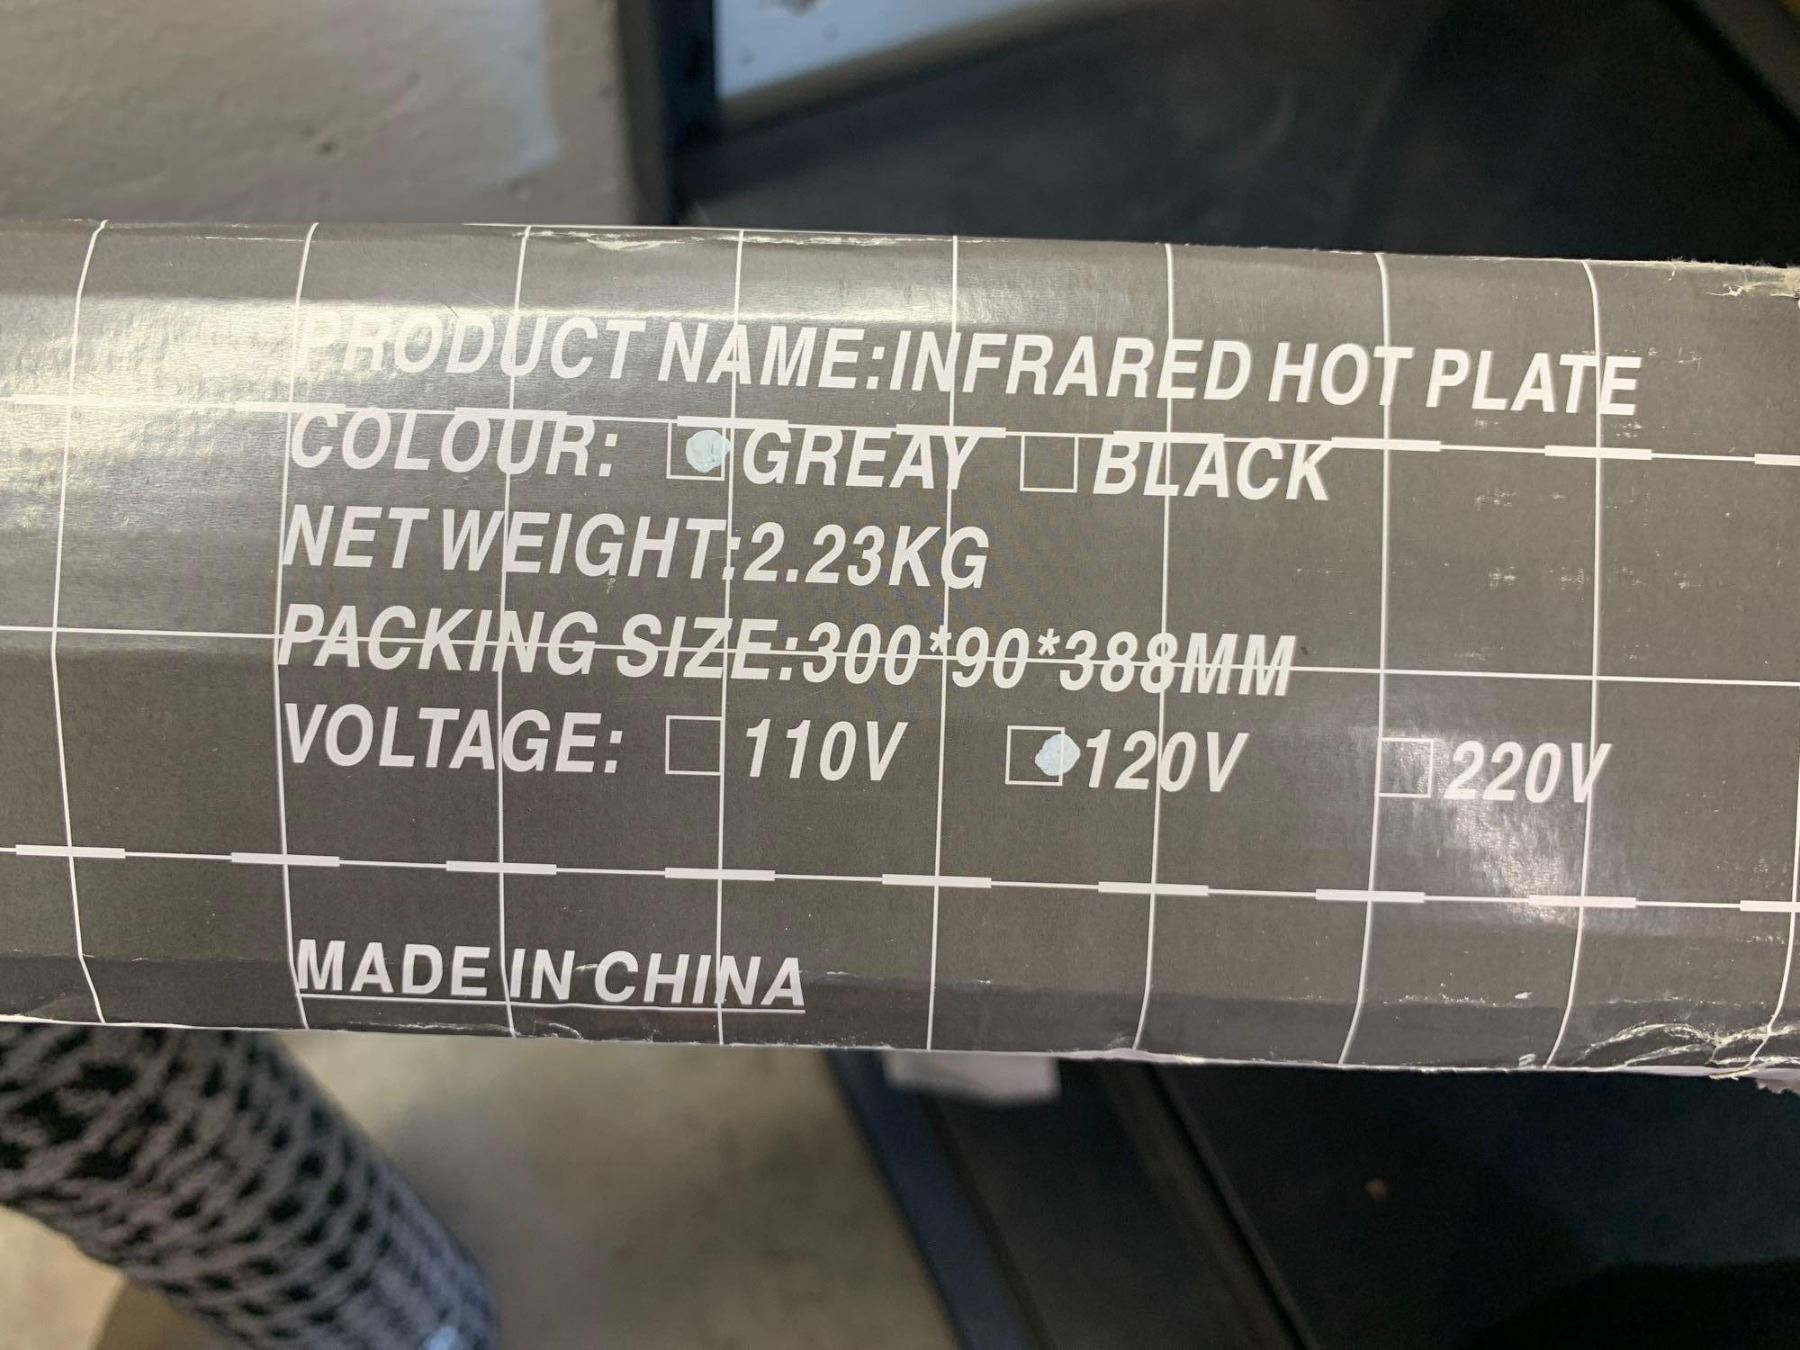 PRODUCT NAME:INFRARED HOT PLATE
COLOUR: GREAY BLACK
NET WEIGHT:2.23KG
PACKING SIZE:300*90*388MM
VOLTAGE: 110V 120V 220V
MADE IN CHINA